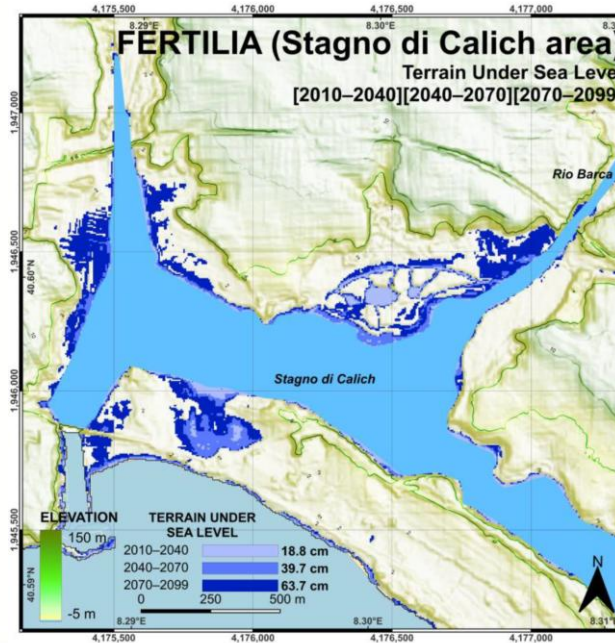 4,175,500
4,176,000
4,176,500
4,177,000
8.29°E
8.30°E
FERTILIA (Stagno di Calich area)
Terrain Under Sea Leve
[2010–2040][2040–2070][2070–2099]
1,947,000
Rio Barca
1,946,500
40.60°N
Stagno di Calich
1,946,000
1,945,500
40.59°N
ELEVATION
150 m
-5 m
TERRAIN UNDER
SEA LEVEL
2010–2040 18.8 cm
2040–2070 39.7 cm
2070–2099 63.7 cm
0 250 500 m
N
8.29°E
8.30°E
8.31°
4,175,500
4,176,000
4,176,500
4,177,000